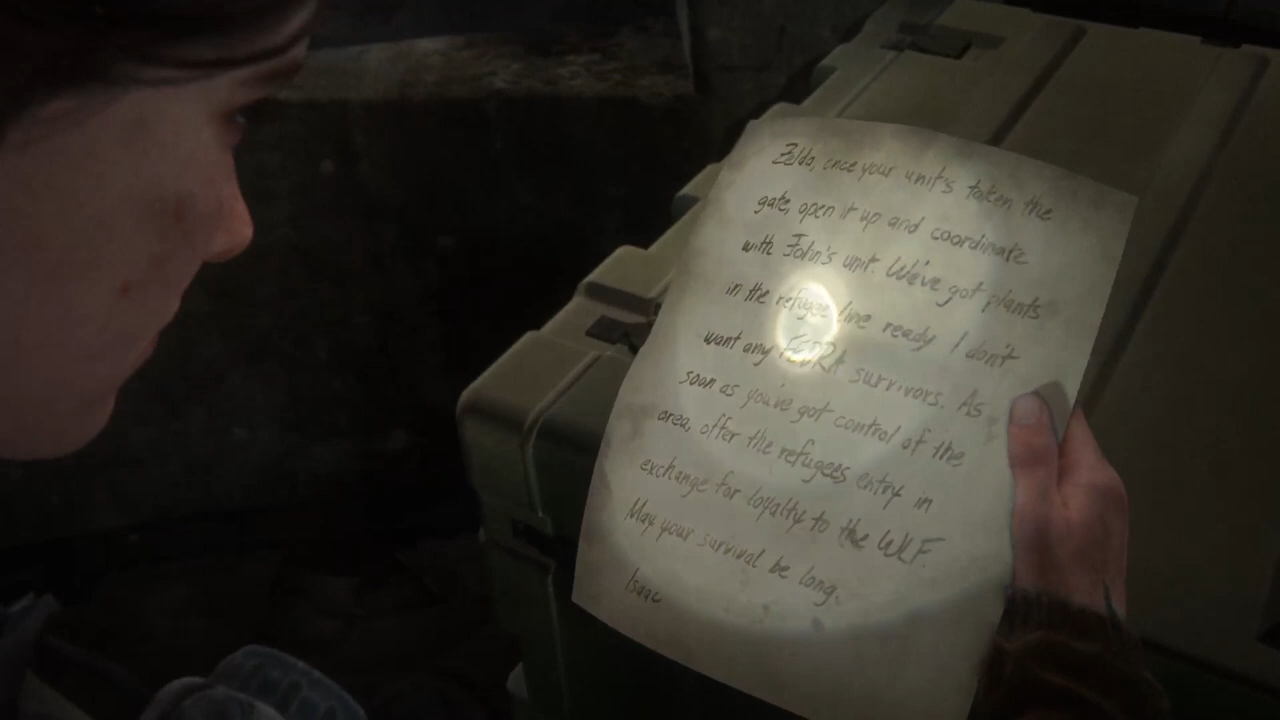 Zelda, once your unit's taken the
gate, open it up and coordinate
with John's unit. We've got plants
in the refugee line ready I don't
want any FEDRA survivors. As
soon as you've got control of the
area, offer the refugees entry in
exchange for loyalty to the WLF.
May your survival be long.
Isaac